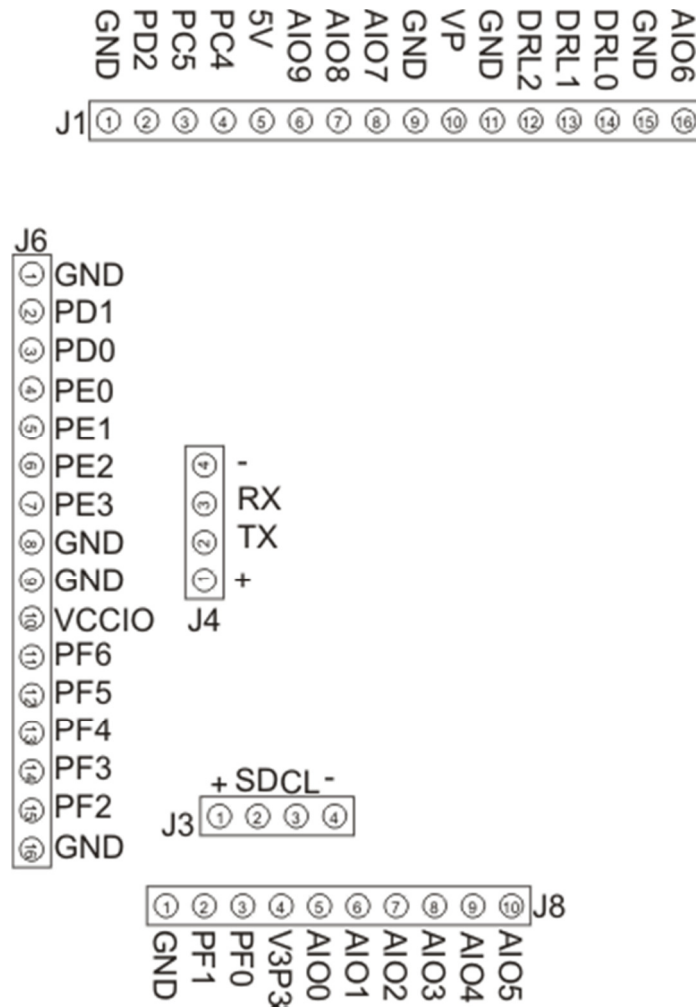 GND PD2 PC5 PC4 5V AIO9 AIO8 AIO7 GND VP GND DRL2 DRL1 DRL0 GND AIO6
J1 1 2 3 4 5 6 7 8 9 10 11 12 13 14 15 16
J6
1 GND
2 PD1
3 PD0
4 PE0
5 PE1
6 PE2
7 PE3
8 GND
9 GND
10 VCCIO
11 PF6
12 PF5
13 PF4
14 PF3
15 PF2
16 GND
4 -
3 RX
2 TX
1 +
J4
+ SD CL -
J3 1 2 3 4
1 2 3 4 5 6 7 8 9 10 J8
GND PF1 PF0 V3P3 AIO0 AIO1 AIO2 AIO3 AIO4 AIO5